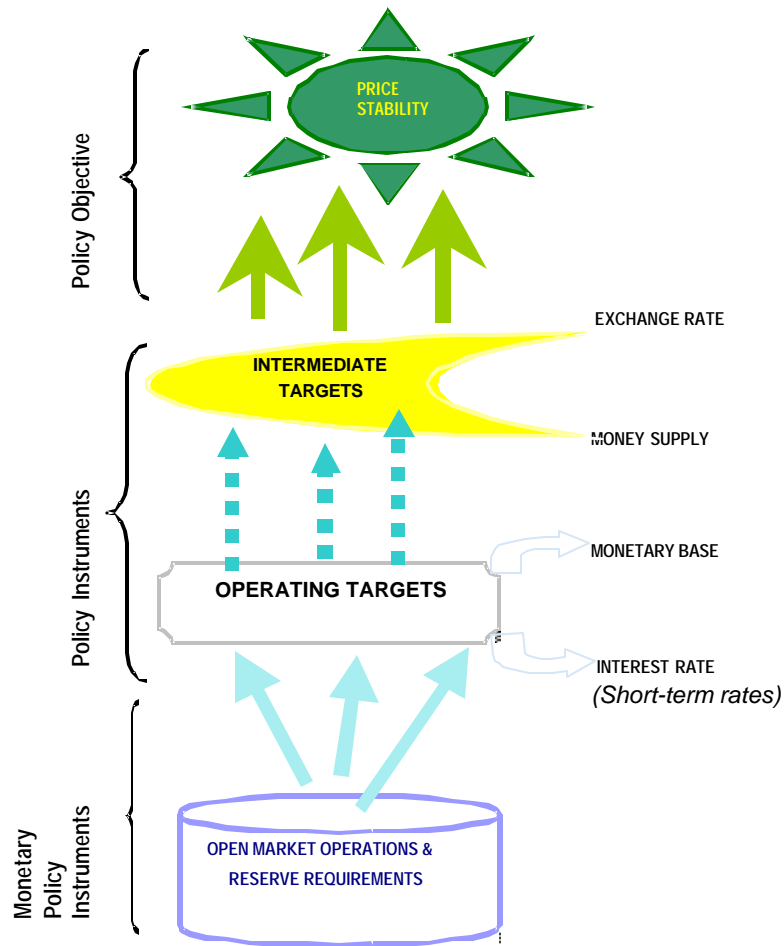 PRICE
STABILITY
Policy Objective
EXCHANGE RATE
INTERMEDIATE
TARGETS
MONEY SUPPLY
Policy Instruments
MONETARY BASE
OPERATING TARGETS
INTEREST RATE
(Short-term rates)
Monetary
Policy
Instruments
OPEN MARKET OPERATIONS &
RESERVE REQUIREMENTS